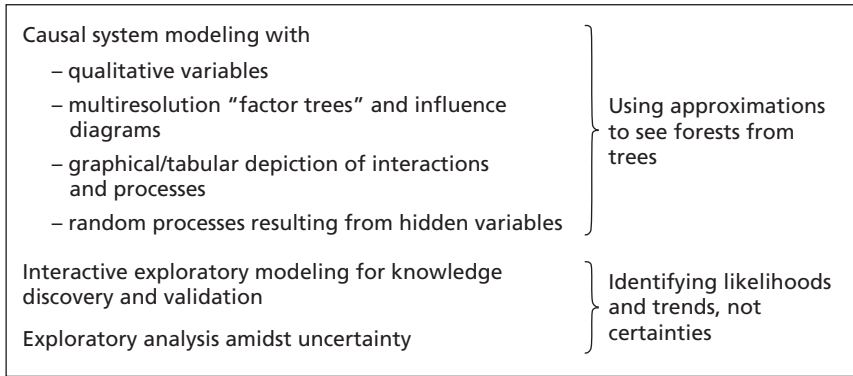 Causal system modeling with
– qualitative variables
– multiresolution “factor trees” and influence
diagrams
– graphical/tabular depiction of interactions
and processes
– random processes resulting from hidden variables
Using approximations
to see forests from
trees
Interactive exploratory modeling for knowledge
discovery and validation
Exploratory analysis amidst uncertainty
Identifying likelihoods
and trends, not
certainties